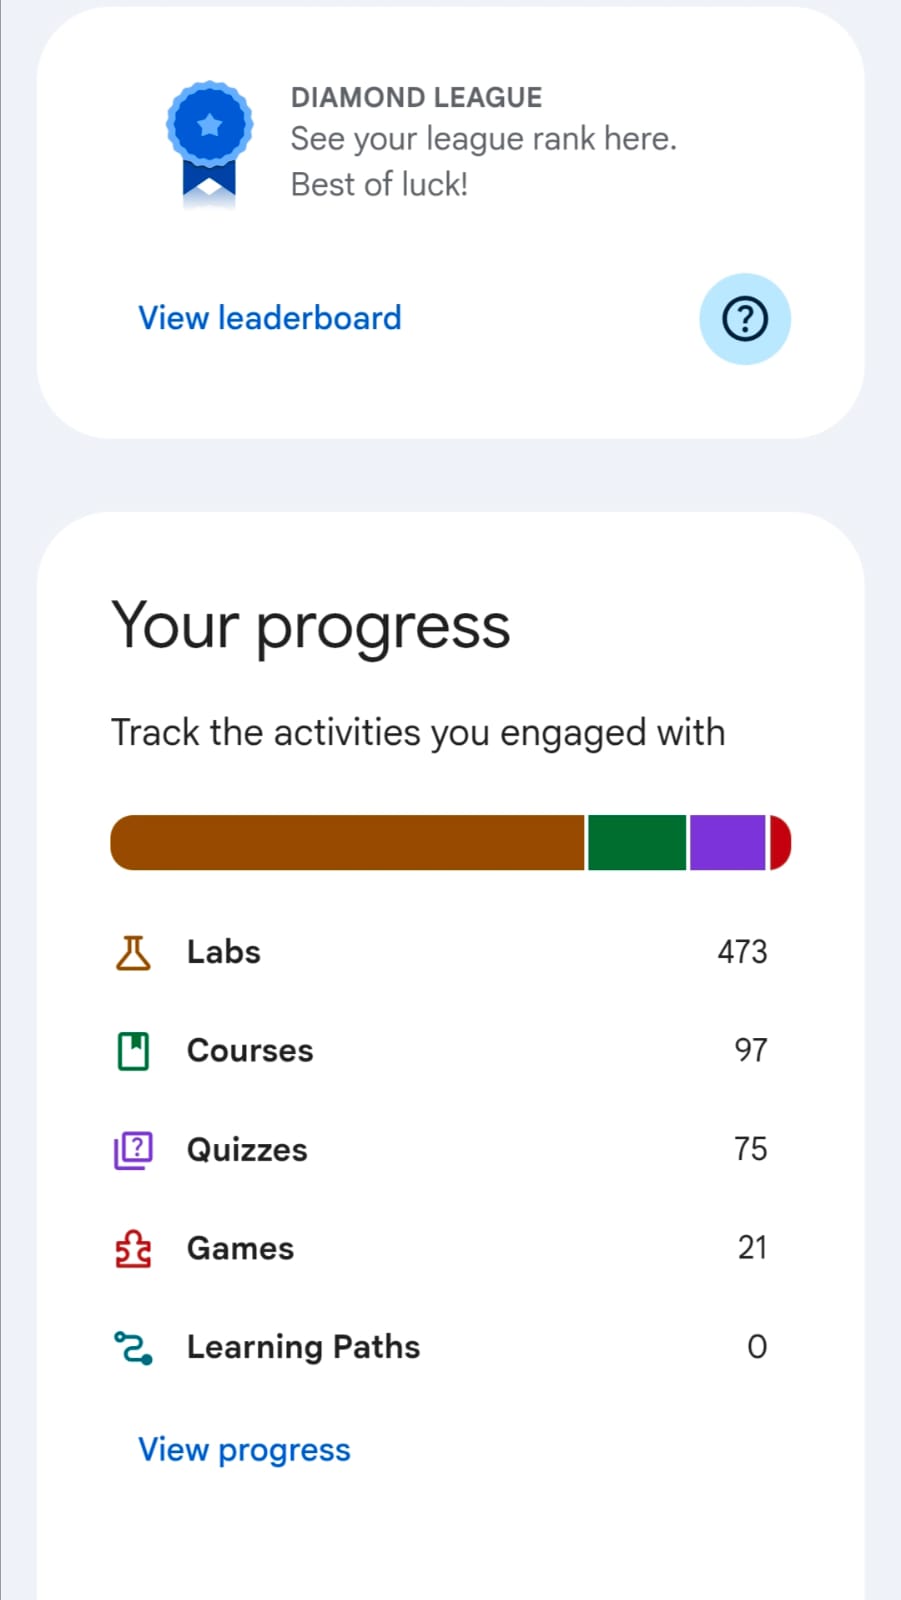 DIAMOND LEAGUE
See your league rank here.
Best of luck!
View leaderboard
?
Your progress
Track the activities you engaged with
Labs 473
Courses 97
? Quizzes 75
Games 21
Learning Paths 0
View progress